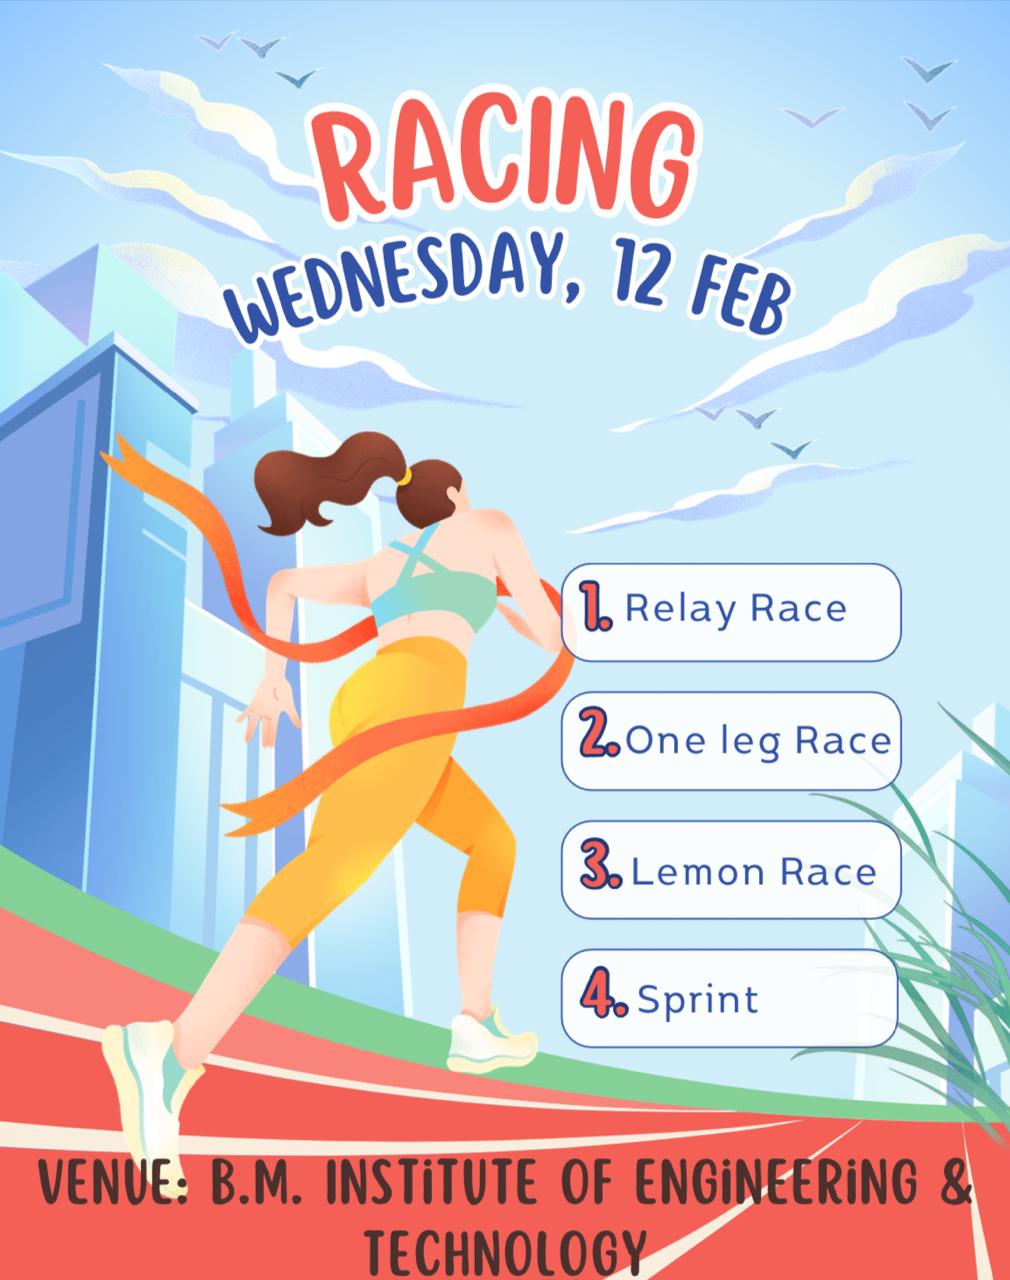 RACING
WEDNESDAY, 12 FEB
1. Relay Race
2. One leg Race
3. Lemon Race
4. Sprint
VENUE: B.M. INSTITUTE OF ENGINEERING &
TECHNOLOGY